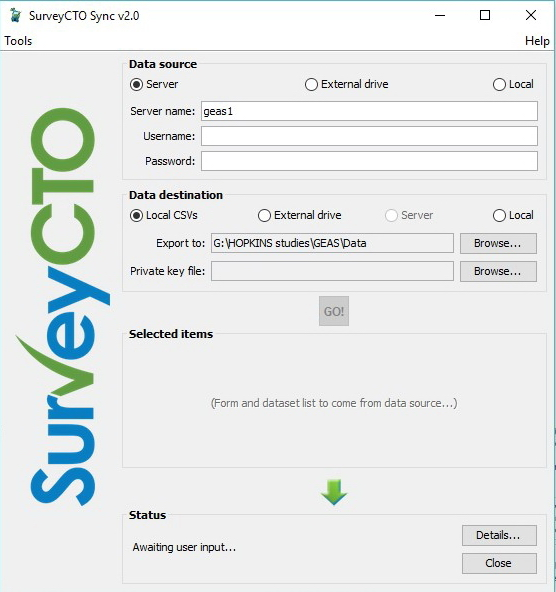 SurveyCTO Sync v2.0
Tools Help
SurveyCTO
Data source
Server External drive Local
Server name: geas1
Username:
Password:
Data destination
Local CSVs External drive Server Local
Export to: G:\HOPKINS studies\GEAS\Data Browse...
Private key file: Browse...
GO!
Selected items
(Form and dataset list to come from data source...)
Status
Awaiting user input...
Details...
Close